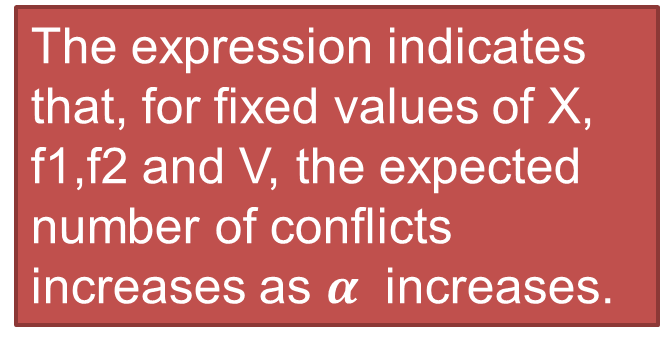 The expression indicates
that, for fixed values of X,
f1,f2 and V, the expected
number of conflicts
increases as α increases.